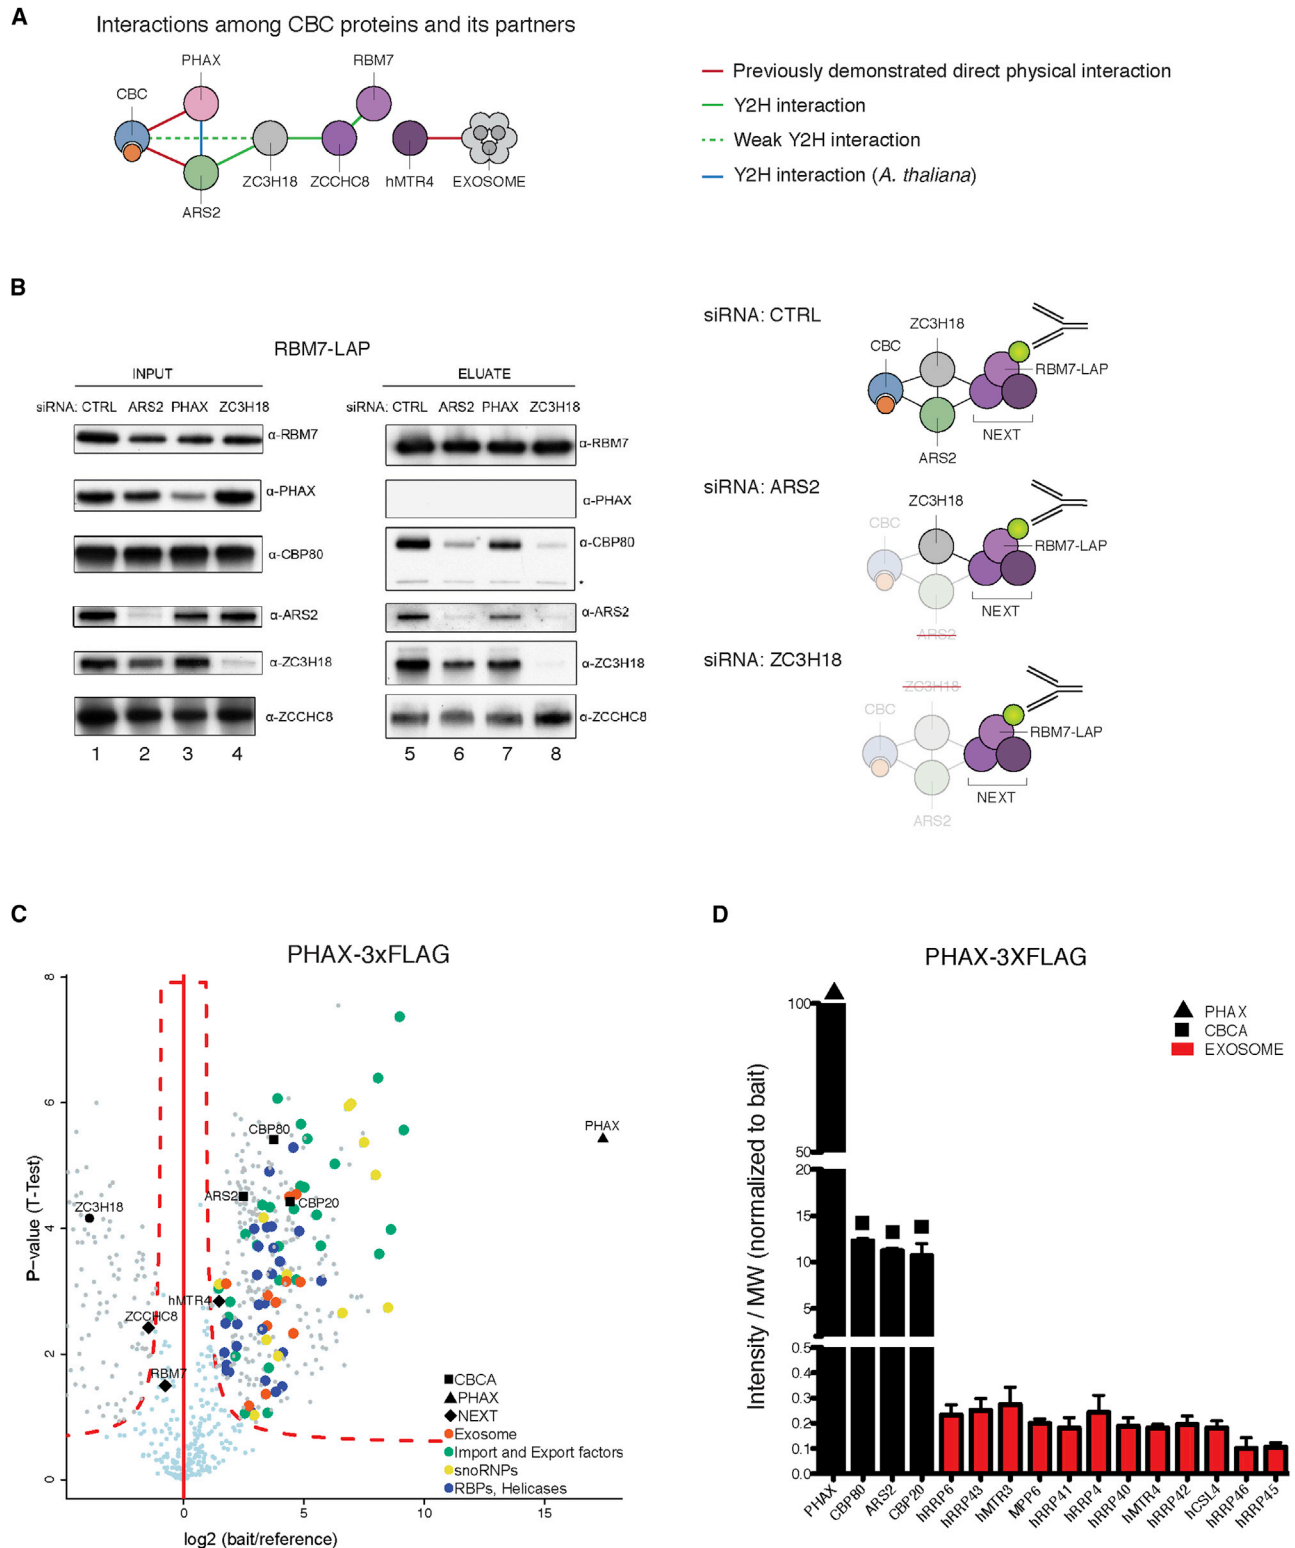 A
Interactions among CBC proteins and its partners
PHAX
RBM7
CBC
ZC3H18
ZCCHC8
hMTR4
EXOSOME
ARS2
Previously demonstrated direct physical interaction
Y2H interaction
Weak Y2H interaction
Y2H interaction (A. thaliana)
B
RBM7-LAP
INPUT
siRNA: CTRL ARS2 PHAX ZC3H18
α-RBM7
α-PHAX
α-CBP80
α-ARS2
α-ZC3H18
α-ZCCHC8
1 2 3 4
ELUATE
siRNA: CTRL ARS2 PHAX ZC3H18
α-RBM7
α-PHAX
α-CBP80
*
α-ARS2
α-ZC3H18
α-ZCCHC8
5 6 7 8
siRNA: CTRL
ZC3H18
CBC
RBM7-LAP
NEXT
ARS2
siRNA: ARS2
ZC3H18
CBC
RBM7-LAP
NEXT
ARS2
siRNA: ZC3H18
ZC3H18
CBC
RBM7-LAP
NEXT
ARS2
C
PHAX-3xFLAG
P-value (T-Test)
8
6
4
2
0
PHAX
CBP80
ARS2
CBP20
ZC3H18
hMTR4
ZCCHC8
RBM7
CBCA
PHAX
NEXT
Exosome
Import and Export factors
snoRNPs
RBPs, Helicases
0 5 10 15
log2 (bait/reference)
D
PHAX-3XFLAG
PHAX
CBCA
EXOSOME
Intensity / MW (normalized to bait)
100
50
20
15
10
5
0.5
0.4
0.3
0.2
0.1
0.0
PHAX
CBP80
ARS2
CBP20
hRRP6
hRRP43
hMTR3
MPP6
hRRP41
hRRP4
hRRP40
hMTR4
hRRP42
hCSL4
hRRP46
hRRP45